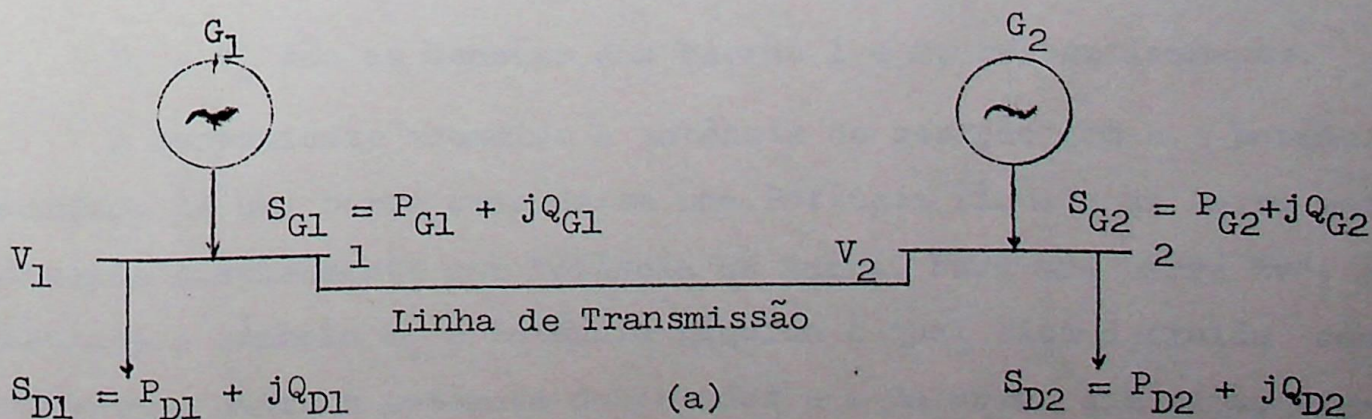 G1 G2
SG1 = PG1 + jQG1 SG2 = PG2+jQG2
V1 1 V2 2
Linha de Transmissão
SD1 = PD1 + jQD1 (a) SD2 = PD2 + jQD2